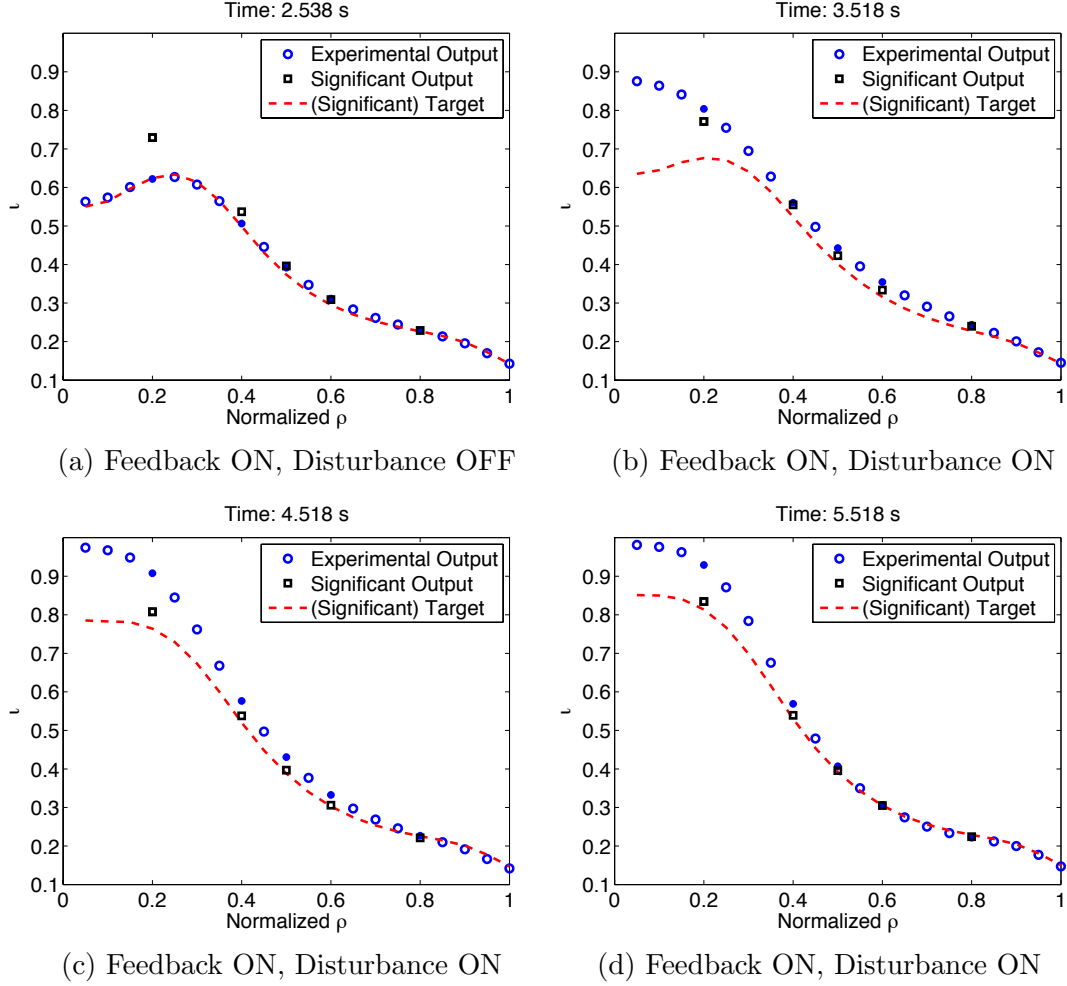 Time: 2.538 s
Experimental Output
Significant Output
(Significant) Target
0.9
0.8
0.7
0.6
0.5
0.4
0.3
0.2
0.1
ι
0 0.2 0.4 0.6 0.8 1
Normalized ρ
(a) Feedback ON, Disturbance OFF
Time: 3.518 s
Experimental Output
Significant Output
(Significant) Target
0.9
0.8
0.7
0.6
0.5
0.4
0.3
0.2
0.1
ι
0 0.2 0.4 0.6 0.8 1
Normalized ρ
(b) Feedback ON, Disturbance ON
Time: 4.518 s
Experimental Output
Significant Output
(Significant) Target
0.9
0.8
0.7
0.6
0.5
0.4
0.3
0.2
0.1
ι
0 0.2 0.4 0.6 0.8 1
Normalized ρ
(c) Feedback ON, Disturbance ON
Time: 5.518 s
Experimental Output
Significant Output
(Significant) Target
0.9
0.8
0.7
0.6
0.5
0.4
0.3
0.2
0.1
ι
0 0.2 0.4 0.6 0.8 1
Normalized ρ
(d) Feedback ON, Disturbance ON